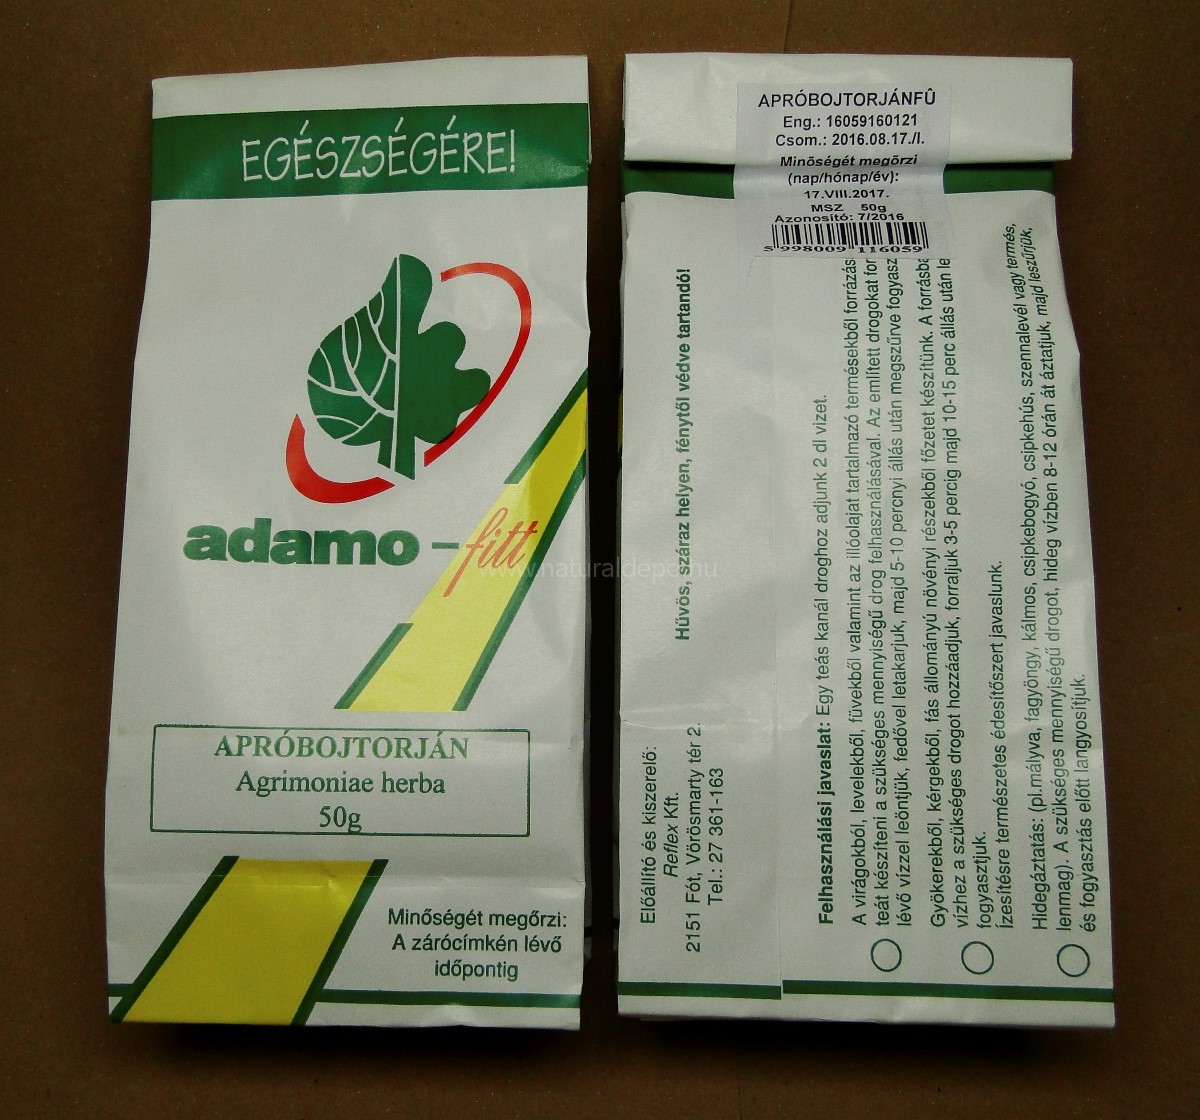 EGÉSZSÉGÉRE!
adamo – fitt
APRÓBOJTORJÁN
Agrimoniae herba
50g
Minőségét megőrzi:
A zárócímkén lévő
időpontig
APRÓBOJTORJÁNFÛ
Eng.: 16059160121
Csom.: 2016.08.17./I.
Minőségét megőrzi
(nap/hónap/év):
17.VIII.2017.
MSZ 50g
Azonosító: 7/2016
5 998009 116059
Előállító és kiszerelő:
Reflex Kft.
2151 Fót, Vörösmarty tér 2.
Tel.: 27 361-163
Hűvös, száraz helyen, fénytől védve tartandó!
Felhasználási javaslat: Egy teás kanál droghoz adjunk 2 dl vizet.
A virágokból, levelekből, füvekből valamint az illóolajat tartalmazó termésekből forrázás
teát készíteni a szükséges mennyiségű drog felhasználásával. Az említett drogokat for
lévő vízzel leöntjük, fedővel letakarjuk, majd 5-10 percnyi állás után megszűrve fogyasz
Gyökerekből, kérgekből, fás állományú növényi részekből főzetet készítünk. A forrásba
vízhez a szükséges drogot hozzáadjuk, forraljuk 3-5 percig majd 10-15 perc állás után le
fogyasztjuk.
Ízesítésre természetes édesítőszert javaslunk.
Hidegáztatás: (pl.mályva, fagyöngy, kálmos, csipkebogyó, csipkehús, szennalevél vagy termés,
lenmag). A szükséges mennyiségű drogot, hideg vízben 8-12 órán át áztatjuk, majd leszűrjük,
és fogyasztás előtt langyosítjuk.
www.naturaldepo.hu